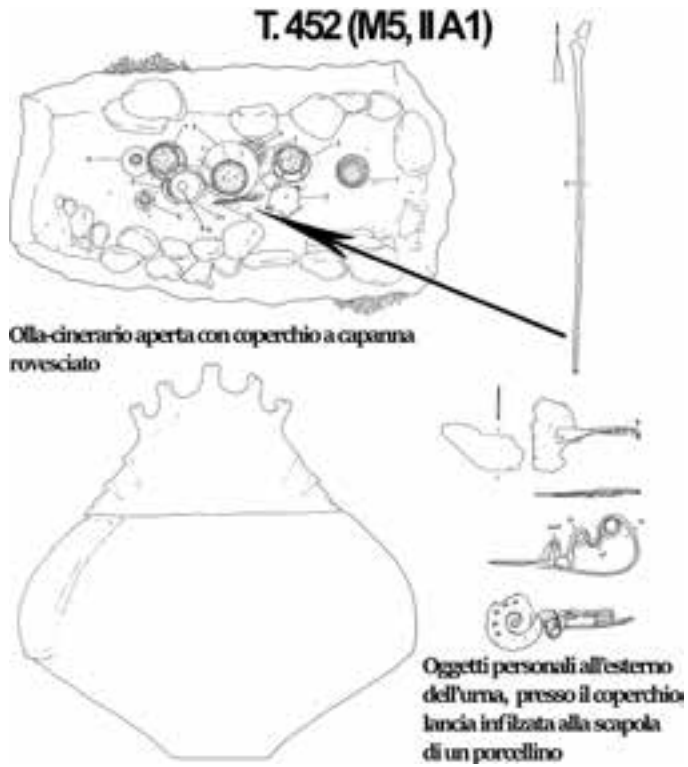 T. 452 (M5, II A1)
Olla-cinerario aperta con coperchio a capanna
rovesciato
Oggetti personali all'esterno
dell'urna, presso il coperchio;
lancia infilzata alla scapola
di un porcellino